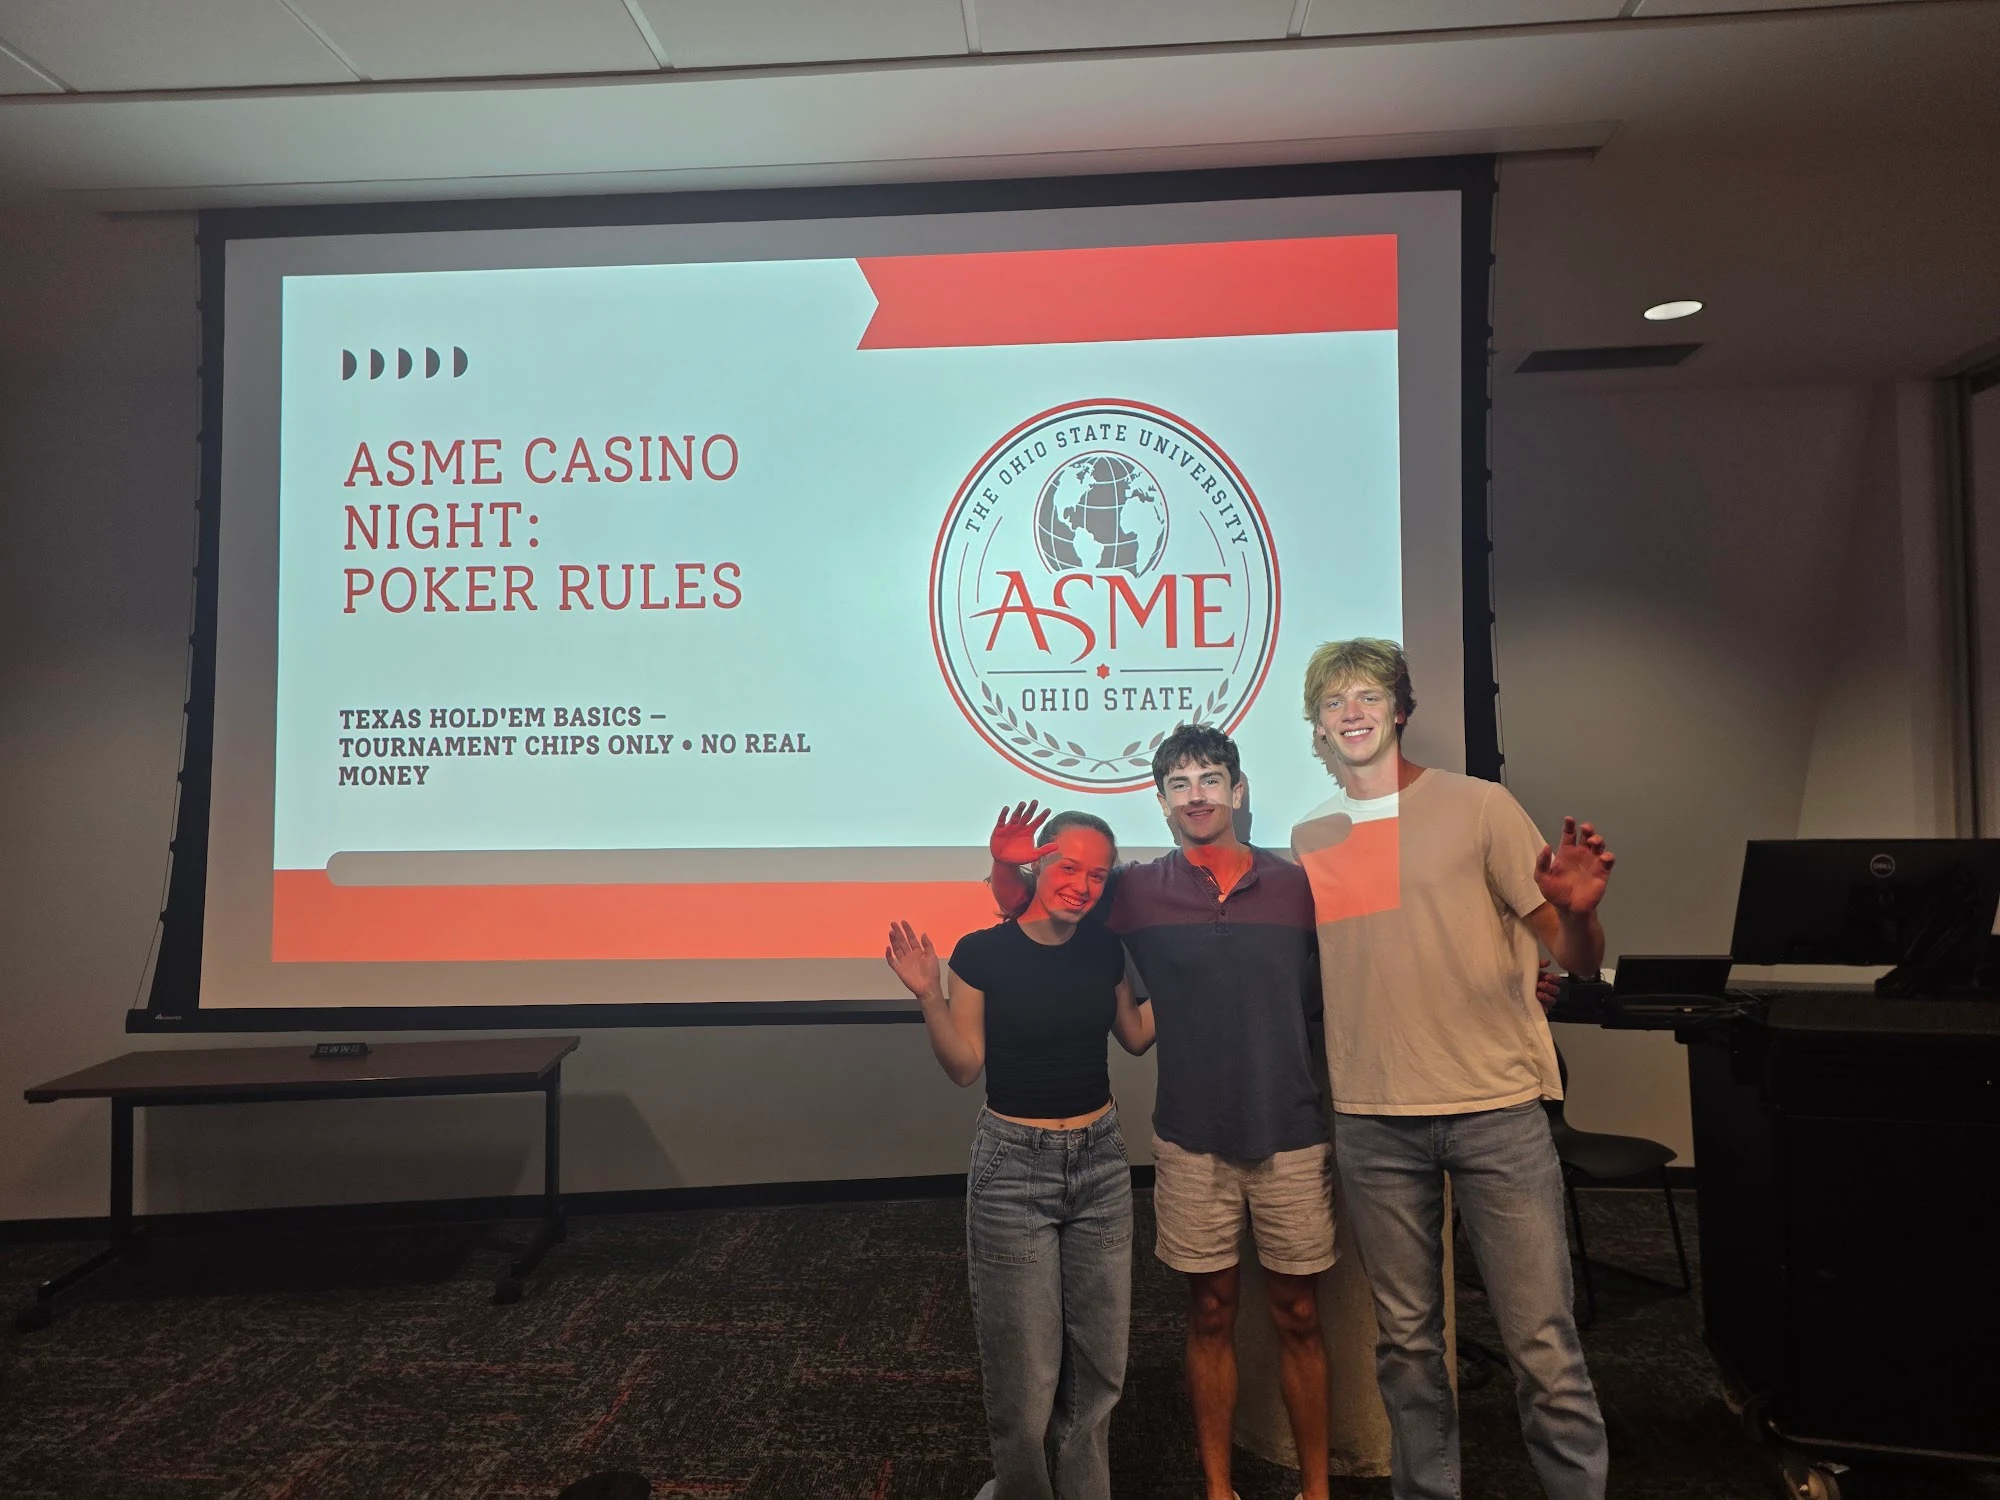 ASME CASINO
NIGHT:
POKER RULES
TEXAS HOLD'EM BASICS –
TOURNAMENT CHIPS ONLY • NO REAL
MONEY
THE OHIO STATE UNIVERSITY
ASME
OHIO STATE
DELL